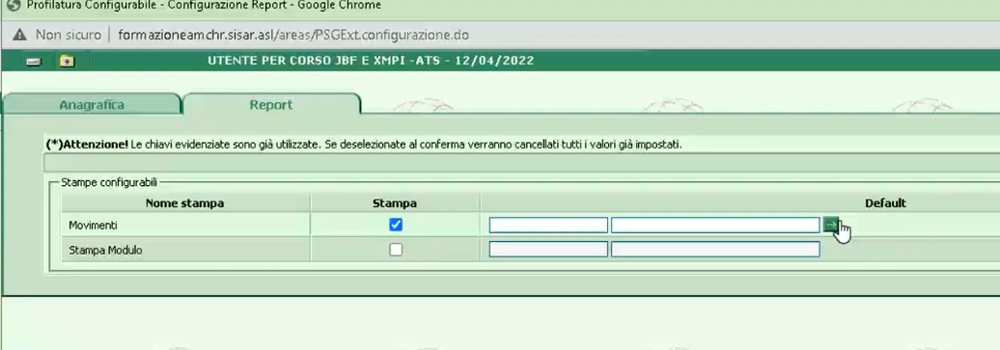 Profilatura Configurabile - Configurazione Report - Google Chrome
Non sicuro | formazioneamchr.sisar.asl/areas/PSGExt.configurazione.do
UTENTE PER CORSO JBF E XMPI -ATS - 12/04/2022
Anagrafica Report
(*)Attenzione! Le chiavi evidenziate sono già utilizzate. Se deselezionate al conferma verranno cancellati tutti i valori già impostati.
Stampe configurabili
Nome stampa Stampa Default
Movimenti
Stampa Modulo